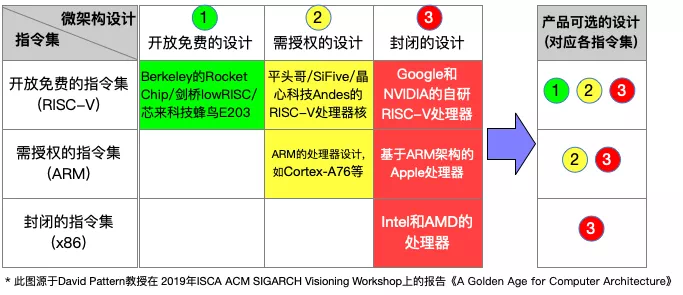 微架构设计
指令集
1
开放免费的设计
2
需授权的设计
3
封闭的设计
产品可选的设计
(对应各指令集)
开放免费的指令集
(RISC-V)
Berkeley的Rocket
Chip/剑桥lowRISC/
芯来科技蜂鸟E203
平头哥/SiFive/晶
心科技Andes的
RISC-V处理器核
Google和
NVIDIA的自研
RISC-V处理器
1 2 3
需授权的指令集
(ARM)
ARM的处理器设计,
如Cortex-A76等
基于ARM架构的
Apple处理器
2 3
封闭的指令集
(x86)
Intel和AMD的
处理器
3
* 此图源于David Pattern教授在 2019年ISCA ACM SIGARCH Visioning Workshop上的报告《A Golden Age for Computer Architecture》